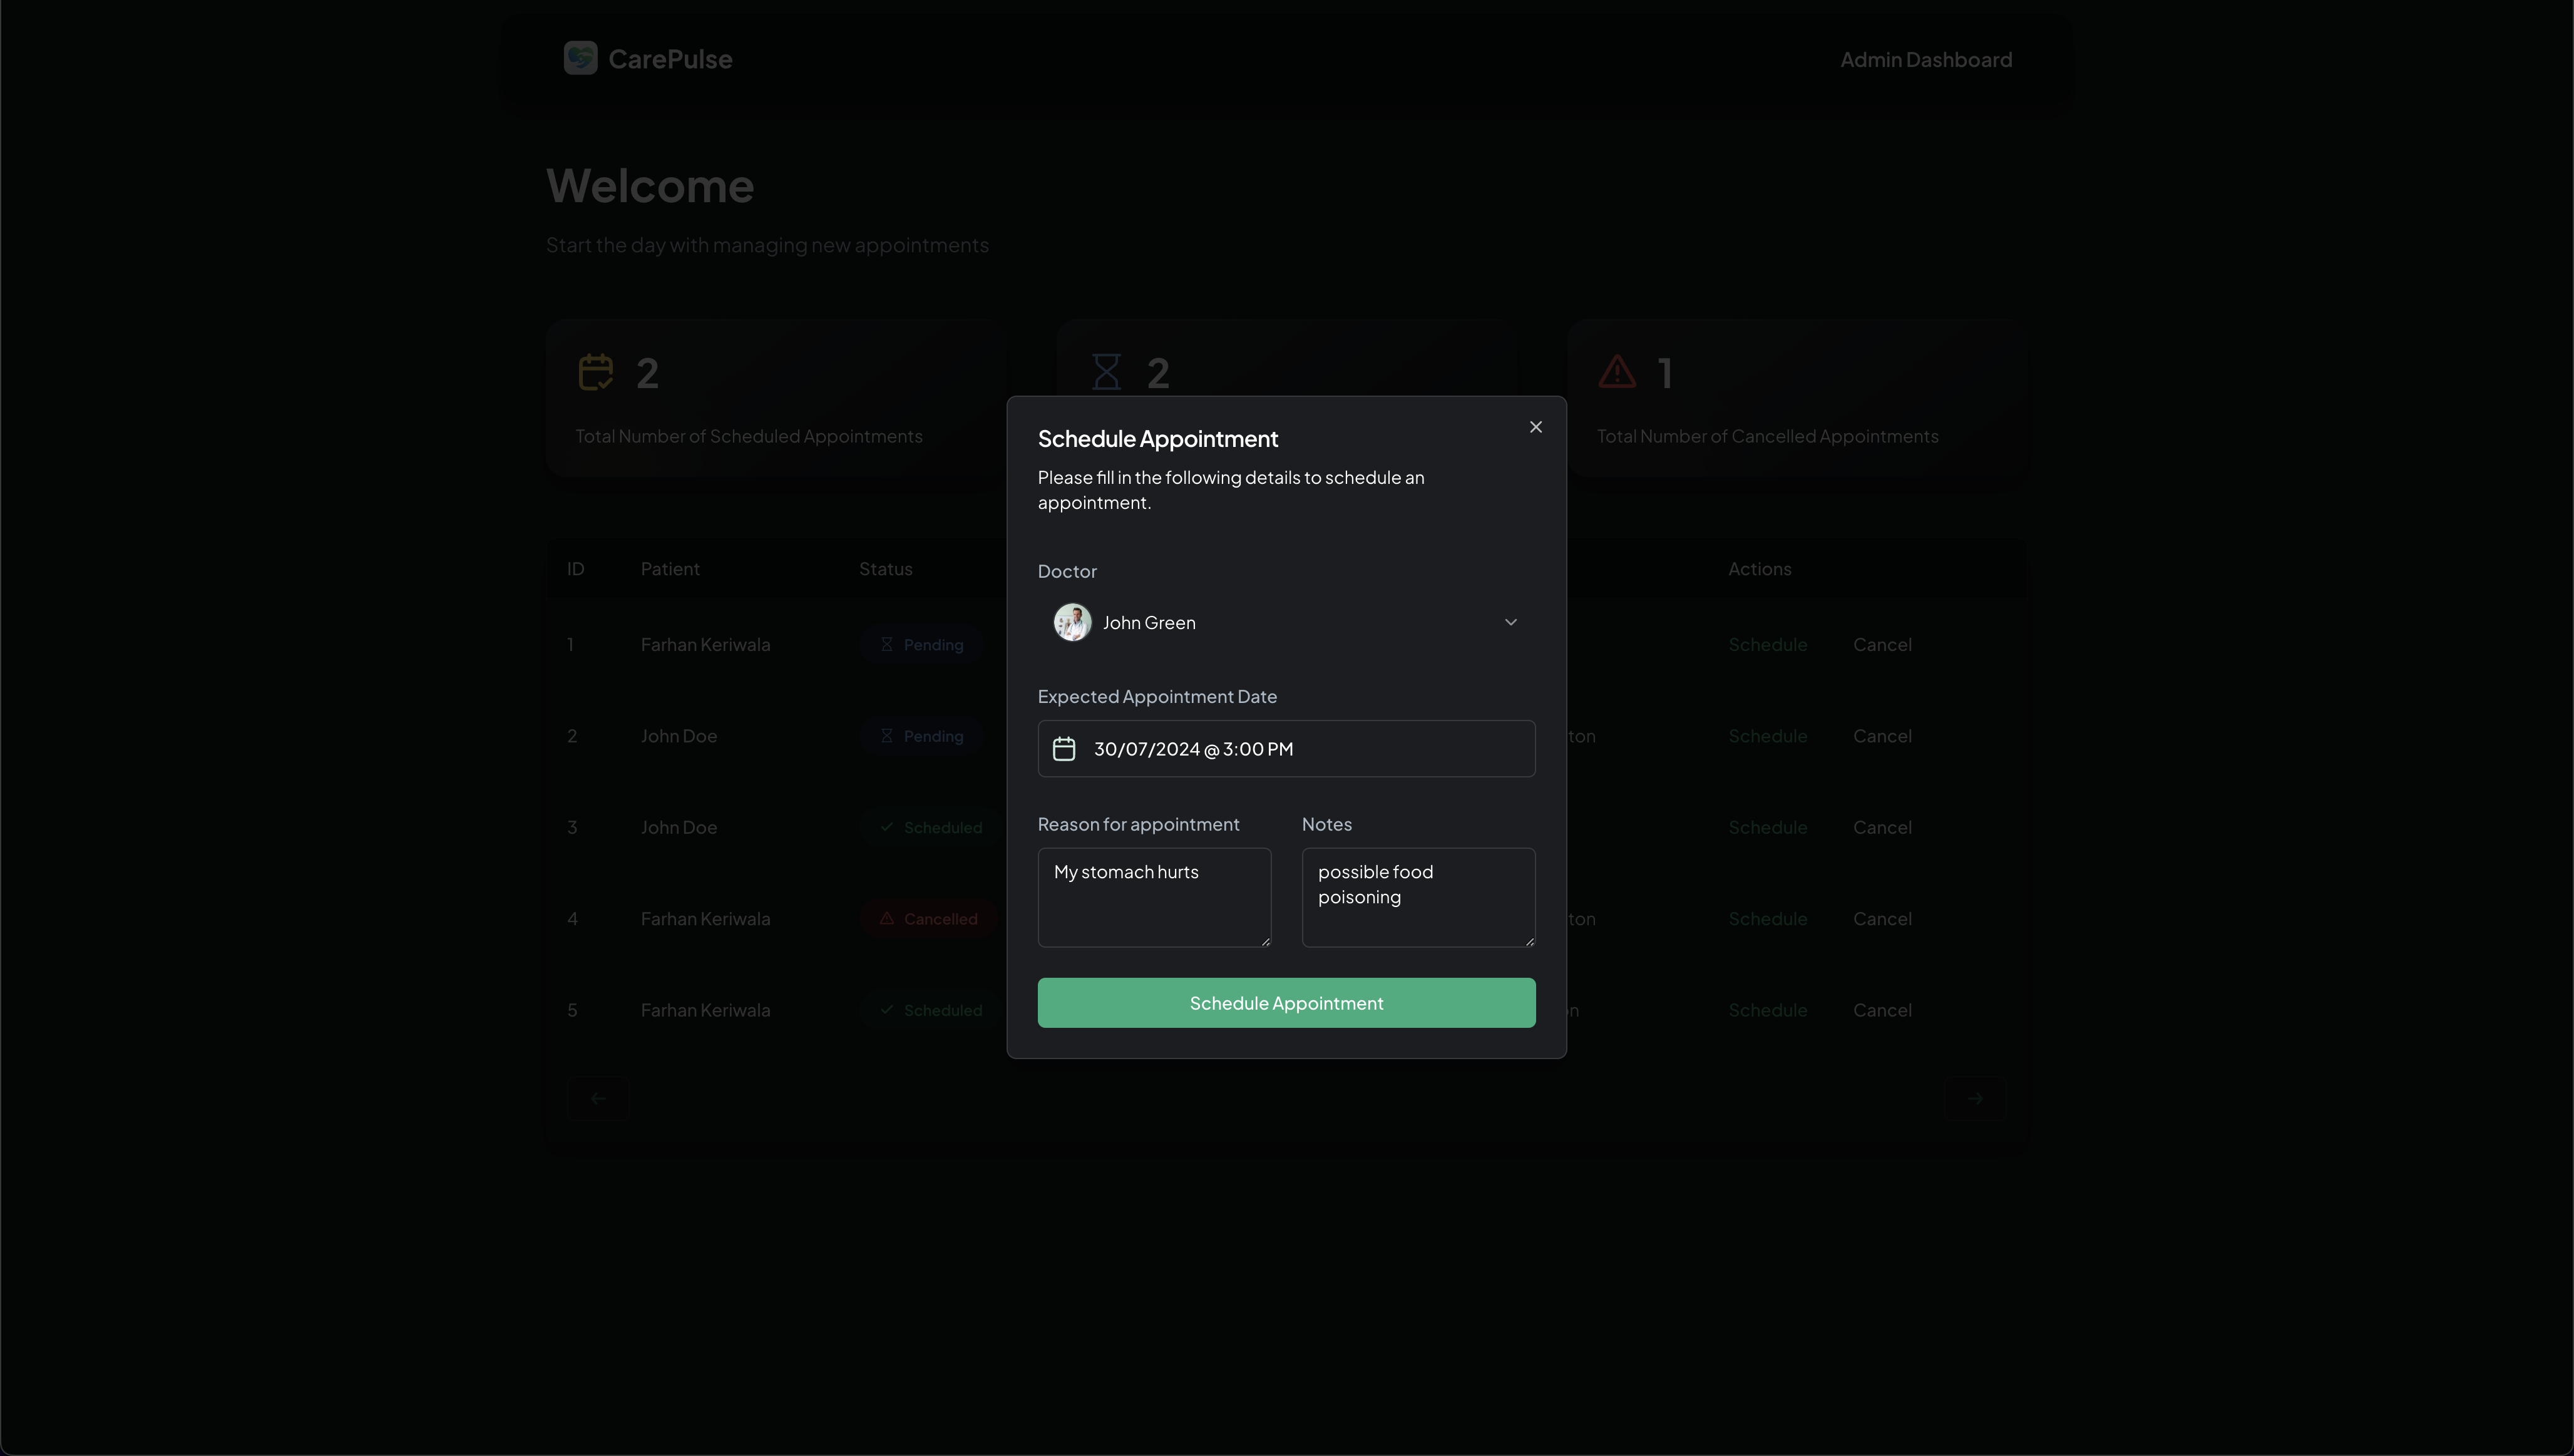 CarePulse
Admin Dashboard
Welcome
Start the day with managing new appointments
2
Total Number of Scheduled Appointments
2
1
Total Number of Cancelled Appointments
Schedule Appointment
Please fill in the following details to schedule an
appointment.
Doctor
John Green
Expected Appointment Date
30/07/2024 @ 3:00 PM
Reason for appointment Notes
My stomach hurts
possible food
poisoning
Schedule Appointment
ID Patient Status Actions
1 Farhan Keriwala Pending Schedule Cancel
2 John Doe Pending ton Schedule Cancel
3 John Doe Scheduled Schedule Cancel
4 Farhan Keriwala Cancelled ton Schedule Cancel
5 Farhan Keriwala Scheduled n Schedule Cancel